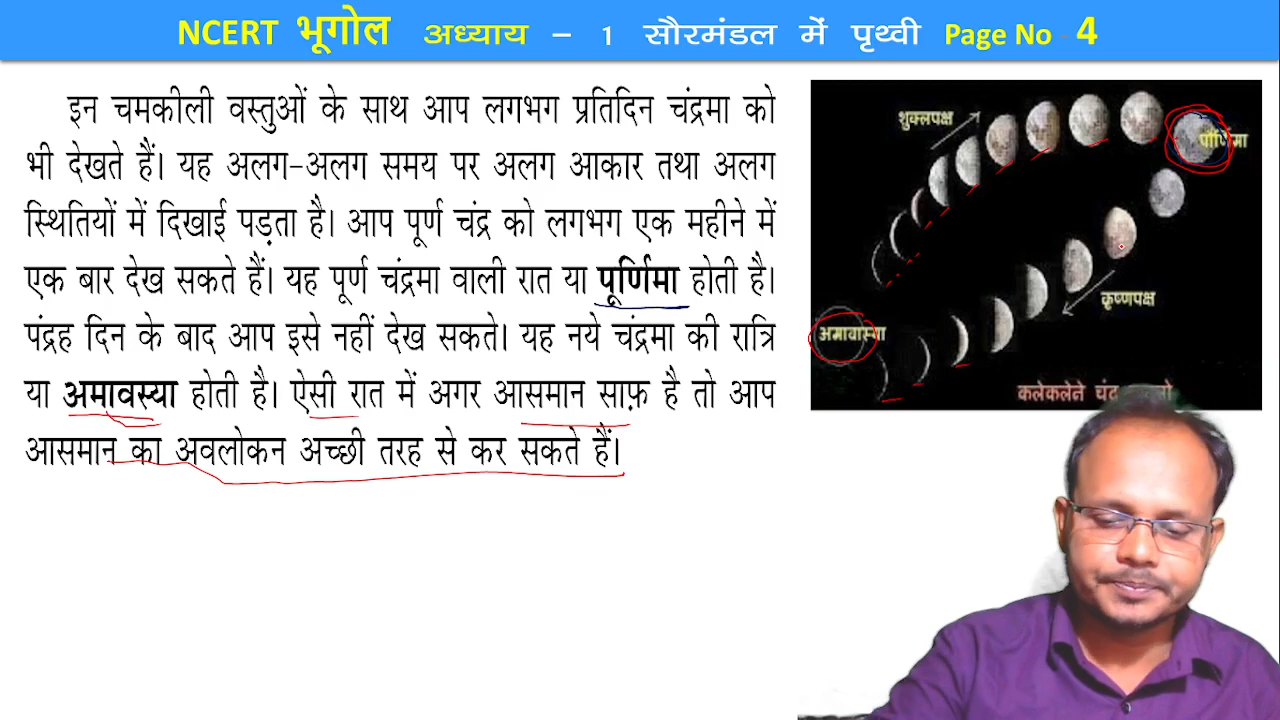 NCERT भूगोल अध्याय – 1 सौरमंडल में पृथ्वी Page No - 4
इन चमकीली वस्तुओं के साथ आप लगभग प्रतिदिन चंद्रमा को
भी देखते हैं। यह अलग-अलग समय पर अलग आकार तथा अलग
स्थितियों में दिखाई पड़ता है। आप पूर्ण चंद्र को लगभग एक महीने में
एक बार देख सकते हैं। यह पूर्ण चंद्रमा वाली रात या पूर्णिमा होती है।
पंद्रह दिन के बाद आप इसे नहीं देख सकते। यह नये चंद्रमा की रात्रि
या अमावस्या होती है। ऐसी रात में अगर आसमान साफ़ है तो आप
आसमान का अवलोकन अच्छी तरह से कर सकते हैं।
शुक्लपक्ष
पौर्णिमा
कृष्णपक्ष
अमावास्या
कलेकलेने